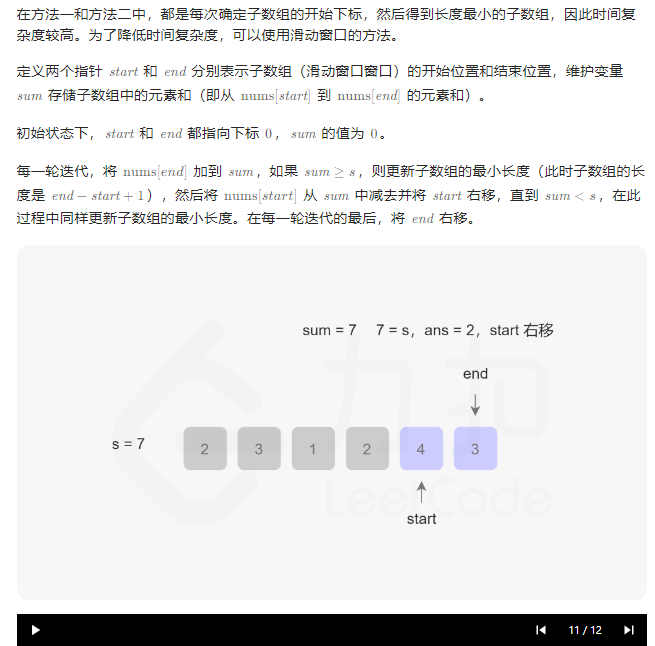 在方法一和方法二中，都是每次确定子数组的开始下标，然后得到长度最小的子数组，因此时间复
杂度较高。为了降低时间复杂度，可以使用滑动窗口的方法。
定义两个指针 start 和 end 分别表示子数组（滑动窗口窗口）的开始位置和结束位置，维护变量
sum 存储子数组中的元素和（即从 nums[start] 到 nums[end] 的元素和）。
初始状态下，start 和 end 都指向下标 0，sum 的值为 0。
每一轮迭代，将 nums[end] 加到 sum，如果 sum ≥ s，则更新子数组的最小长度（此时子数组的长
度是 end − start + 1），然后将 nums[start] 从 sum 中减去并将 start 右移，直到 sum < s，在此
过程中同样更新子数组的最小长度。在每一轮迭代的最后，将 end 右移。
sum = 7 7 = s，ans = 2，start 右移
end
s = 7
2 3 1 2 4 3
LeetCode
start
11 / 12